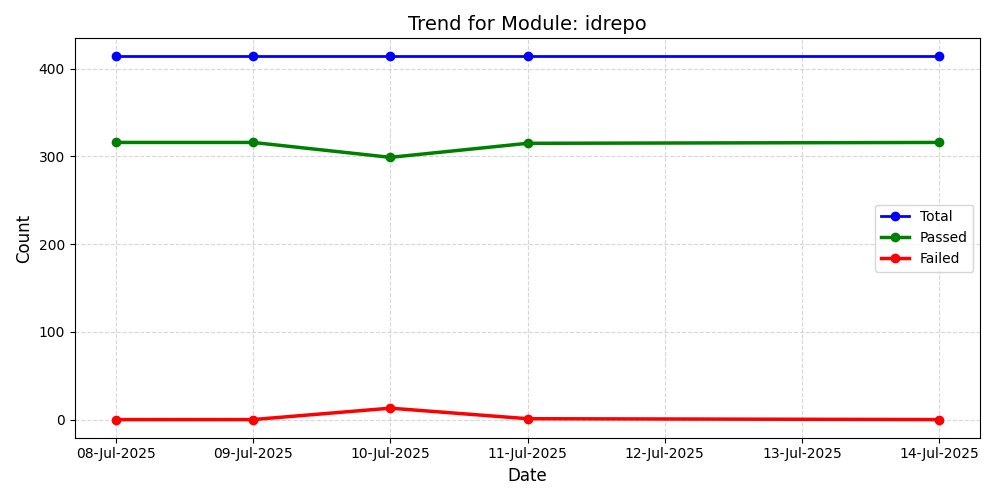 Trend for Module: idrepo
Count
400
300
200
100
0
Total
Passed
Failed
08-Jul-2025 09-Jul-2025 10-Jul-2025 11-Jul-2025 12-Jul-2025 13-Jul-2025 14-Jul-2025
Date